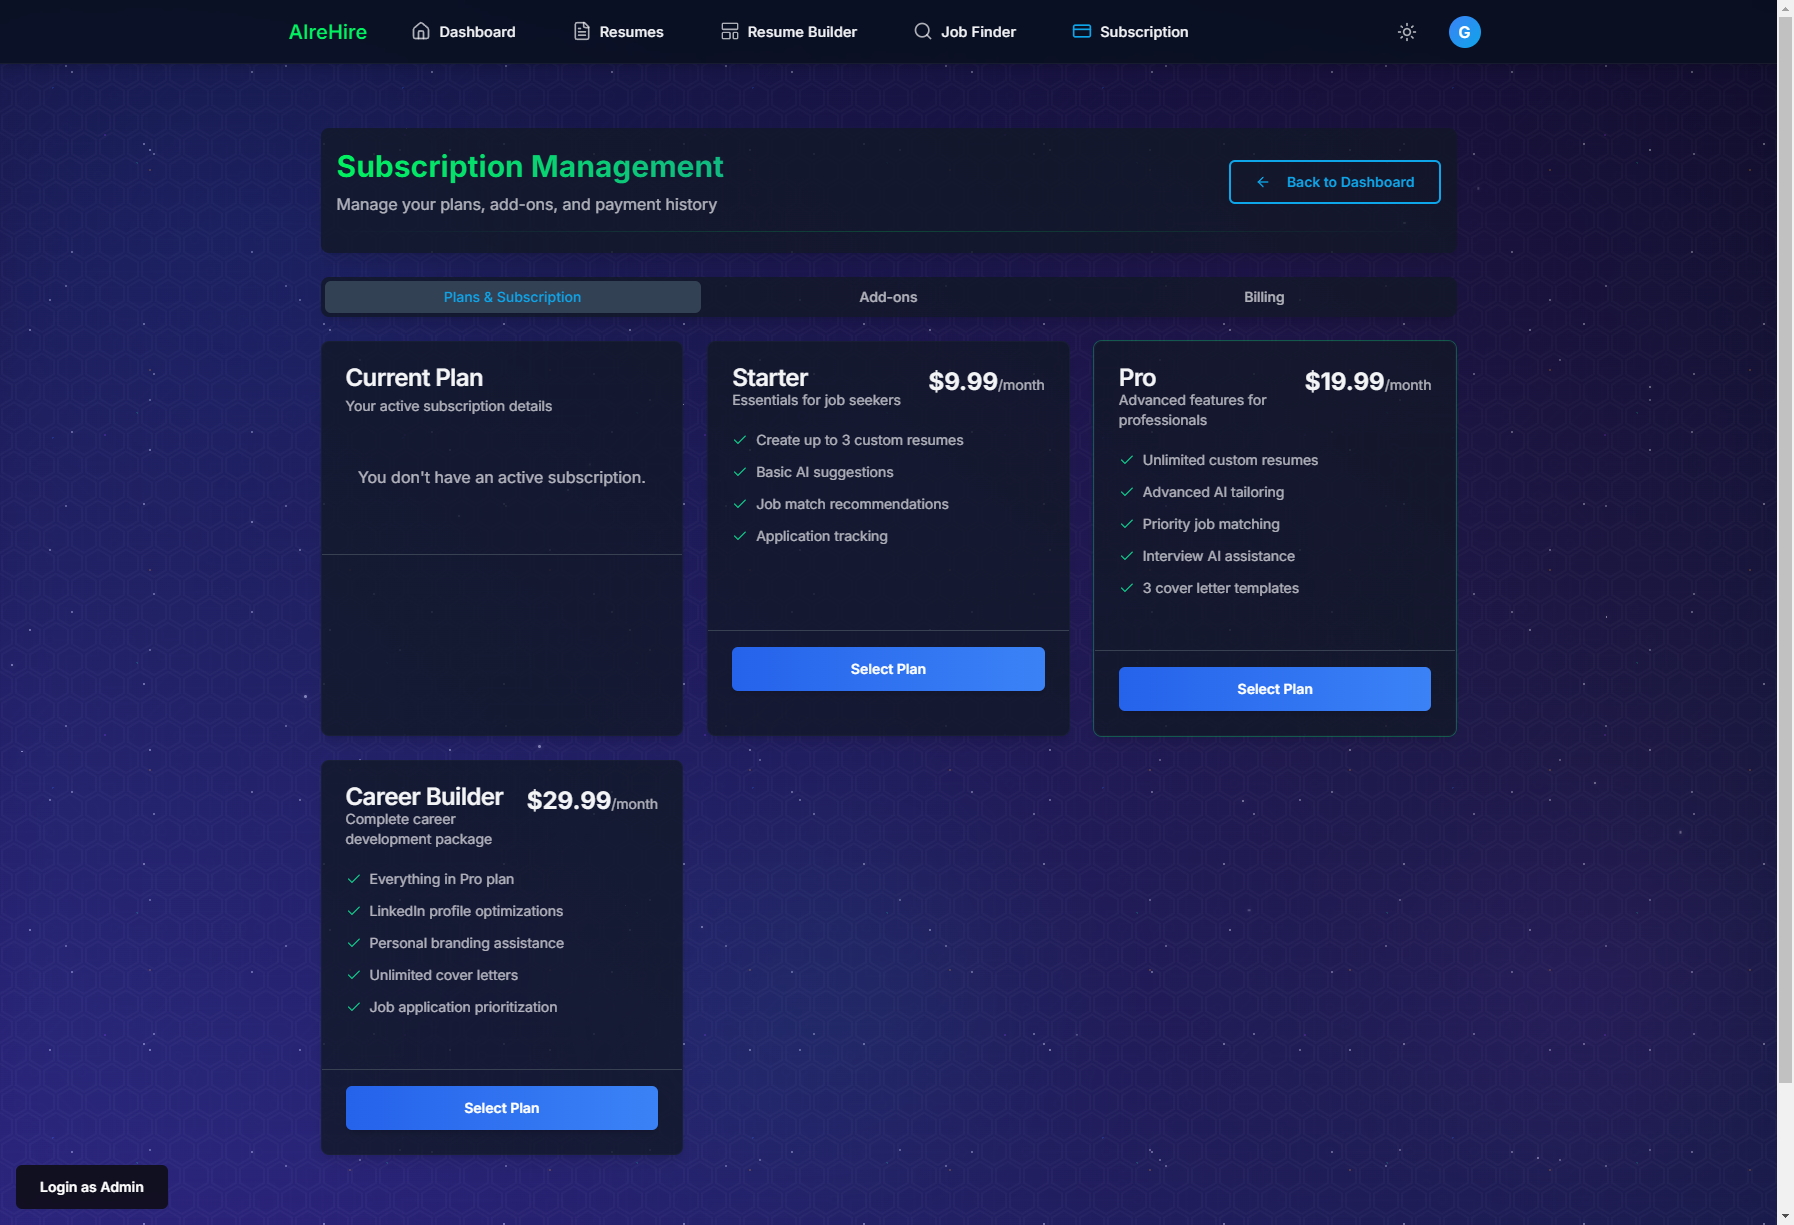 AIreHire
Dashboard
Resumes
Resume Builder
Job Finder
Subscription
G
Subscription Management
Manage your plans, add-ons, and payment history
Back to Dashboard
Plans & Subscription
Add-ons
Billing
Current Plan
Your active subscription details
You don't have an active subscription.
Starter
$9.99/month
Essentials for job seekers
Create up to 3 custom resumes
Basic AI suggestions
Job match recommendations
Application tracking
Select Plan
Pro
$19.99/month
Advanced features for
professionals
Unlimited custom resumes
Advanced AI tailoring
Priority job matching
Interview AI assistance
3 cover letter templates
Select Plan
Career Builder
$29.99/month
Complete career
development package
Everything in Pro plan
LinkedIn profile optimizations
Personal branding assistance
Unlimited cover letters
Job application prioritization
Select Plan
Login as Admin